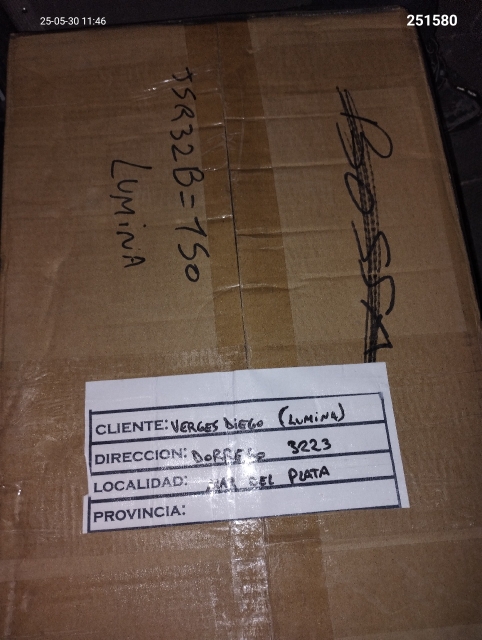 25-05-30 11:46
251580
JSR32B=150
LUMINA
CLIENTE: VERGES DIEGO (LUMINA)
DIRECCION: DORREGO 3223
LOCALIDAD: MAR DEL PLATA
PROVINCIA: